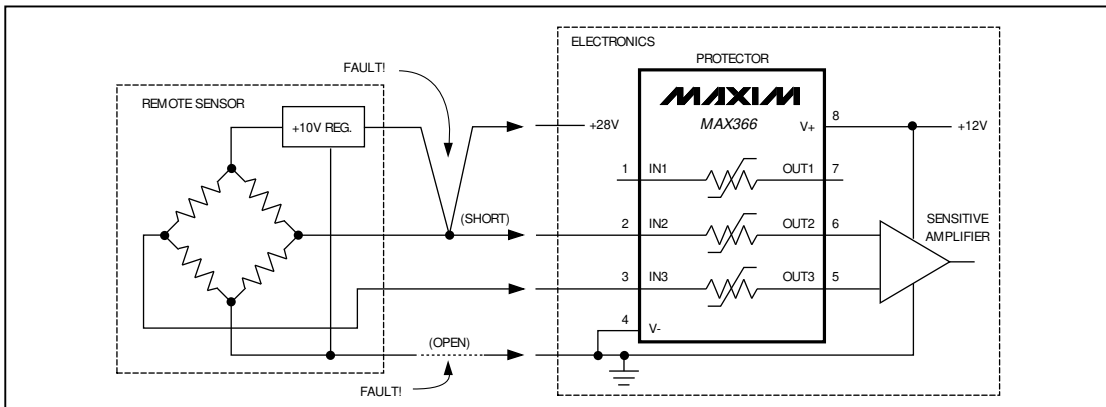 ELECTRONICS
PROTECTOR
FAULT!
REMOTE SENSOR
+10V REG.
+28V
MAXIM
MAX366
V+
8
+12V
1
IN1
OUT1
7
(SHORT)
2
IN2
OUT2
6
SENSITIVE
AMPLIFIER
3
IN3
OUT3
5
4
V-
(OPEN)
FAULT!